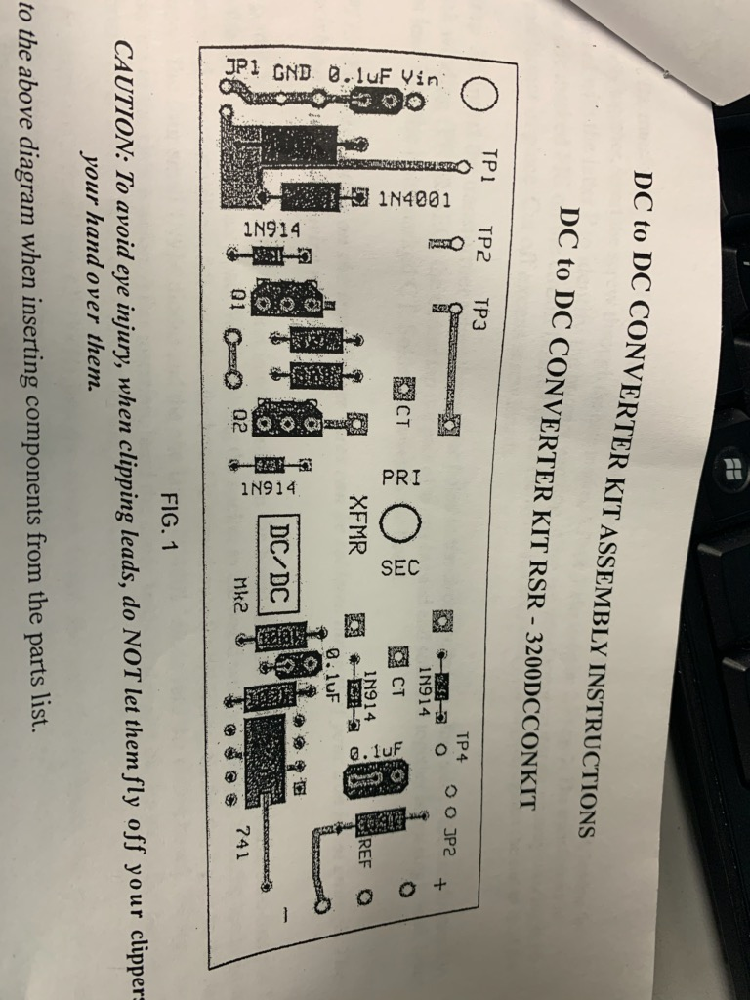 DC to DC CONVERTER KIT ASSEMBLY INSTRUCTIONS
DC to DC CONVERTER KIT RSR - 3200DCCONKIT
TP1 TP2 TP3 TP4 JP2 +
JP1 GND 0.1uF Vin
1N4001
CT
PRI
SEC
CT
1N914
XFMR
1N914
0.1uF
REF
1N914
Q1
Q2
1N914
DC/DC
Mk2
0.1uF
741
-
FIG. 1
CAUTION: To avoid eye injury, when clipping leads, do NOT let them fly off your clippers
your hand over them.
to the above diagram when inserting components from the parts list.